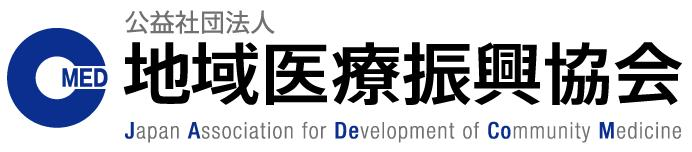 公益社団法人
MED
地域医療振興協会
Japan Association for Development of Community Medicine